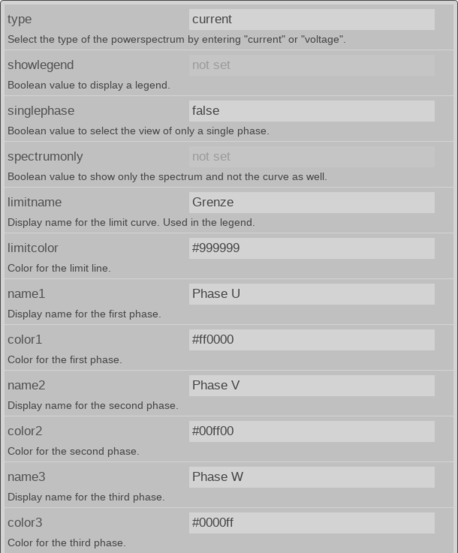 type current
Select the type of the powerspectrum by entering "current" or "voltage".
showlegend not set
Boolean value to display a legend.
singlephase false
Boolean value to select the view of only a single phase.
spectrumonly not set
Boolean value to show only the spectrum and not the curve as well.
limitname Grenze
Display name for the limit curve. Used in the legend.
limitcolor #999999
Color for the limit line.
name1 Phase U
Display name for the first phase.
color1 #ff0000
Color for the first phase.
name2 Phase V
Display name for the second phase.
color2 #00ff00
Color for the second phase.
name3 Phase W
Display name for the third phase.
color3 #0000ff
Color for the third phase.